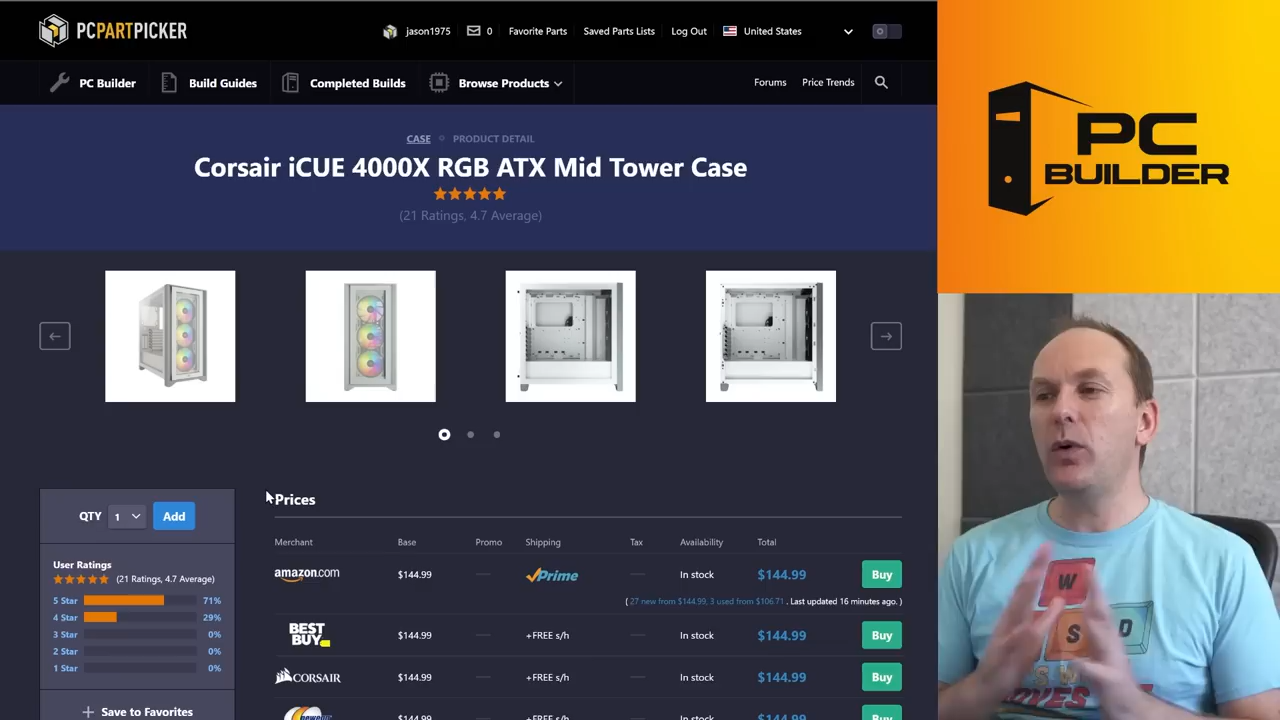 PCPARTPICKER
jason1975
0
Favorite Parts
Saved Parts Lists
Log Out
United States
PC Builder
Build Guides
Completed Builds
Browse Products
Forums
Price Trends
CASE
PRODUCT DETAIL
Corsair iCUE 4000X RGB ATX Mid Tower Case
(21 Ratings, 4.7 Average)
QTY 1 Add
User Ratings
(21 Ratings, 4.7 Average)
5 Star 71%
4 Star 29%
3 Star 0%
2 Star 0%
1 Star 0%
Save to Favorites
Prices
Merchant Base Promo Shipping Tax Availability Total
amazon.com $144.99 — Prime — In stock $144.99 Buy
( 27 new from $144.99, 3 used from $106.71 . Last updated 16 minutes ago. )
BEST BUY $144.99 — +FREE s/h — In stock $144.99 Buy
CORSAIR $144.99 — +FREE s/h — In stock $144.99 Buy
PC
BUILDER
W
S D